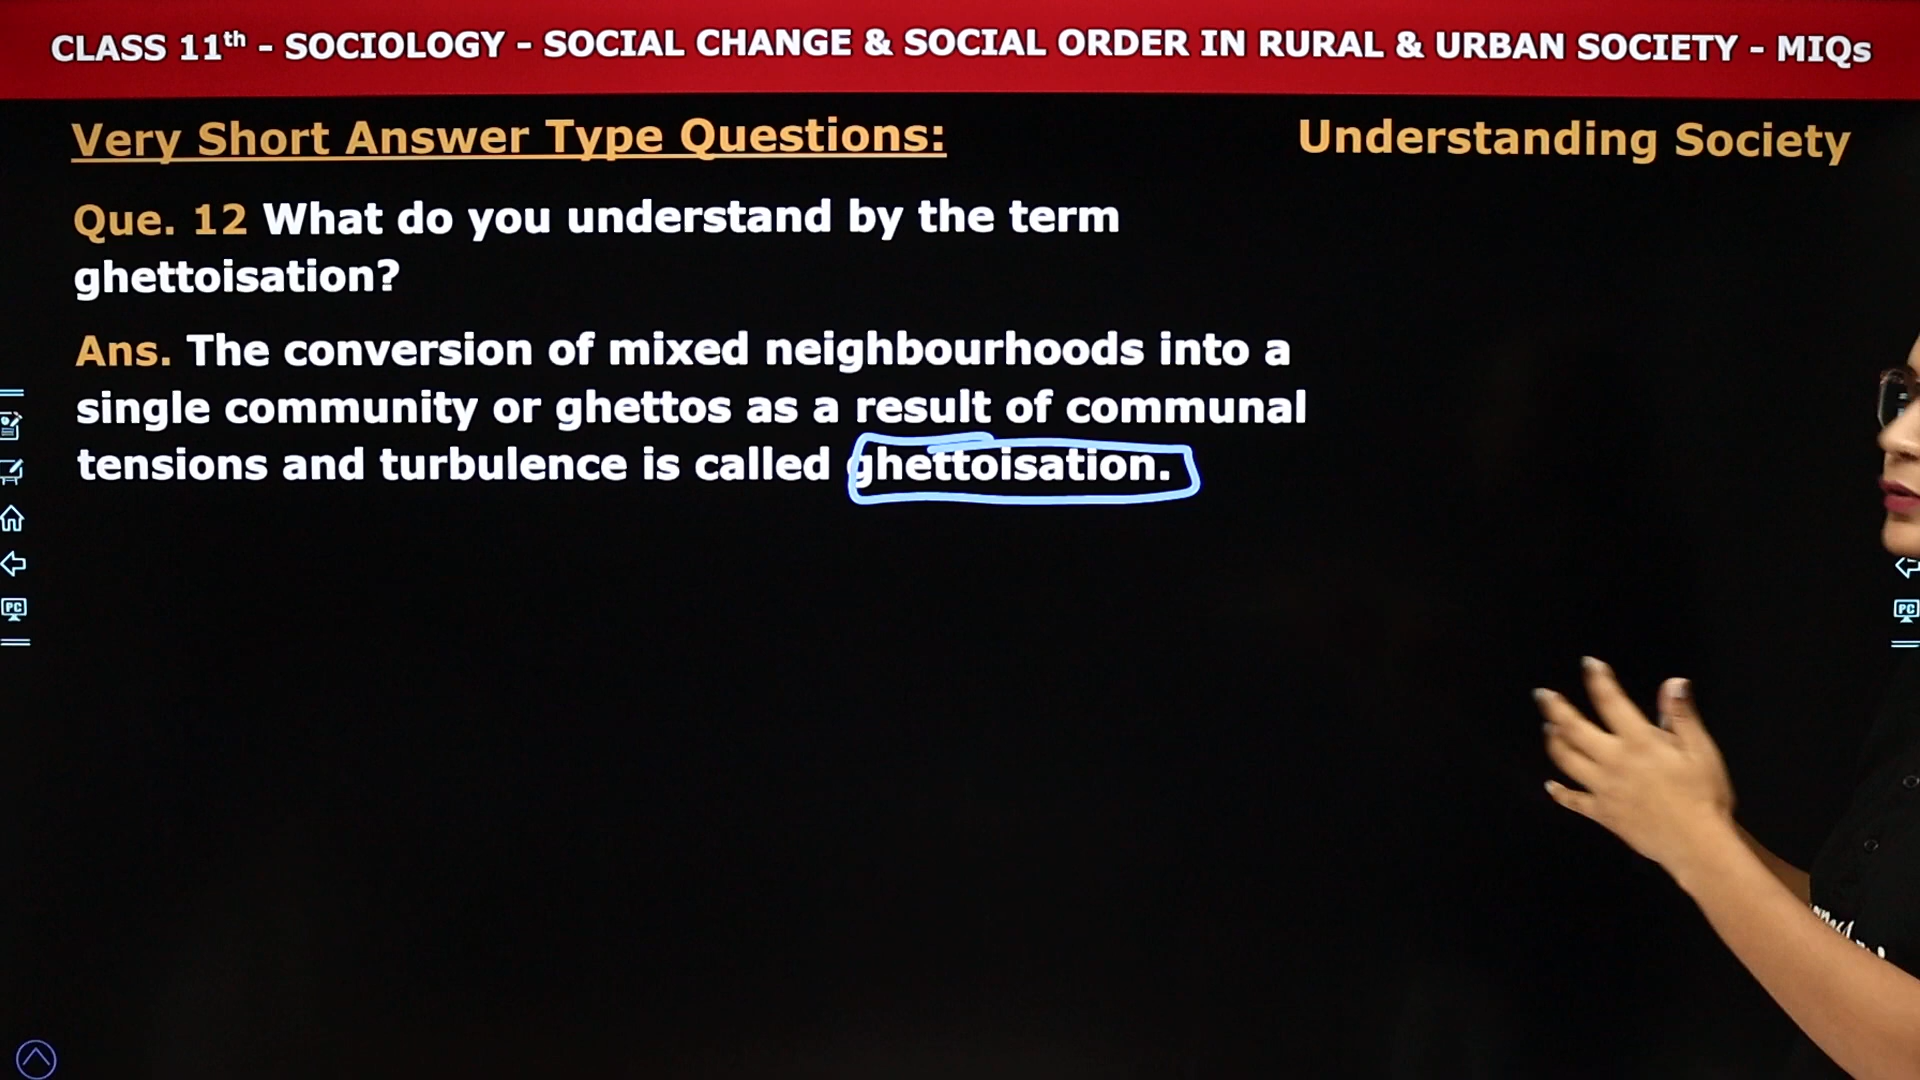 CLASS 11th - SOCIOLOGY - SOCIAL CHANGE & SOCIAL ORDER IN RURAL & URBAN SOCIETY - MIQs
Very Short Answer Type Questions:
Understanding Society
Que. 12 What do you understand by the term
ghettoisation?
Ans. The conversion of mixed neighbourhoods into a
single community or ghettos as a result of communal
tensions and turbulence is called ghettoisation.
PC
PC